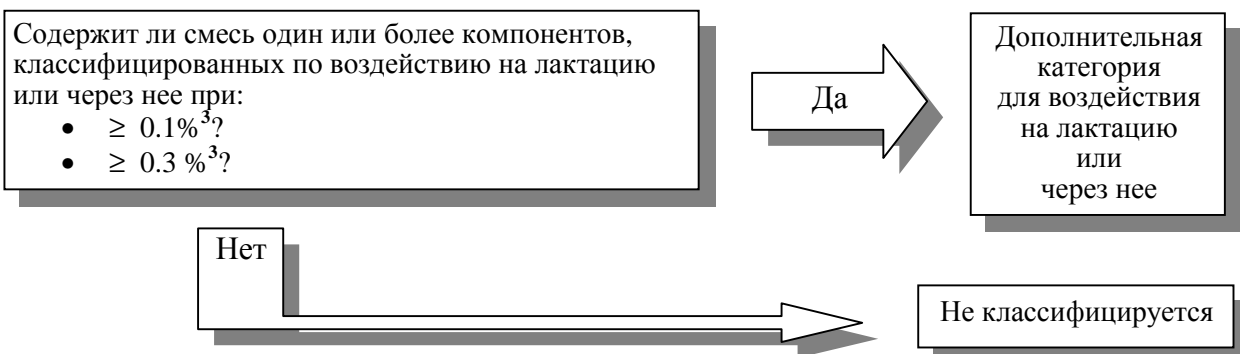 Содержит ли смесь один или более компонентов,
классифицированных по воздействию на лактацию
или через нее при:
• ≥ 0.1%³?
• ≥ 0.3 %³?
Да
Дополнительная
категория
для воздействия
на лактацию
или
через нее
Нет
Не классифицируется